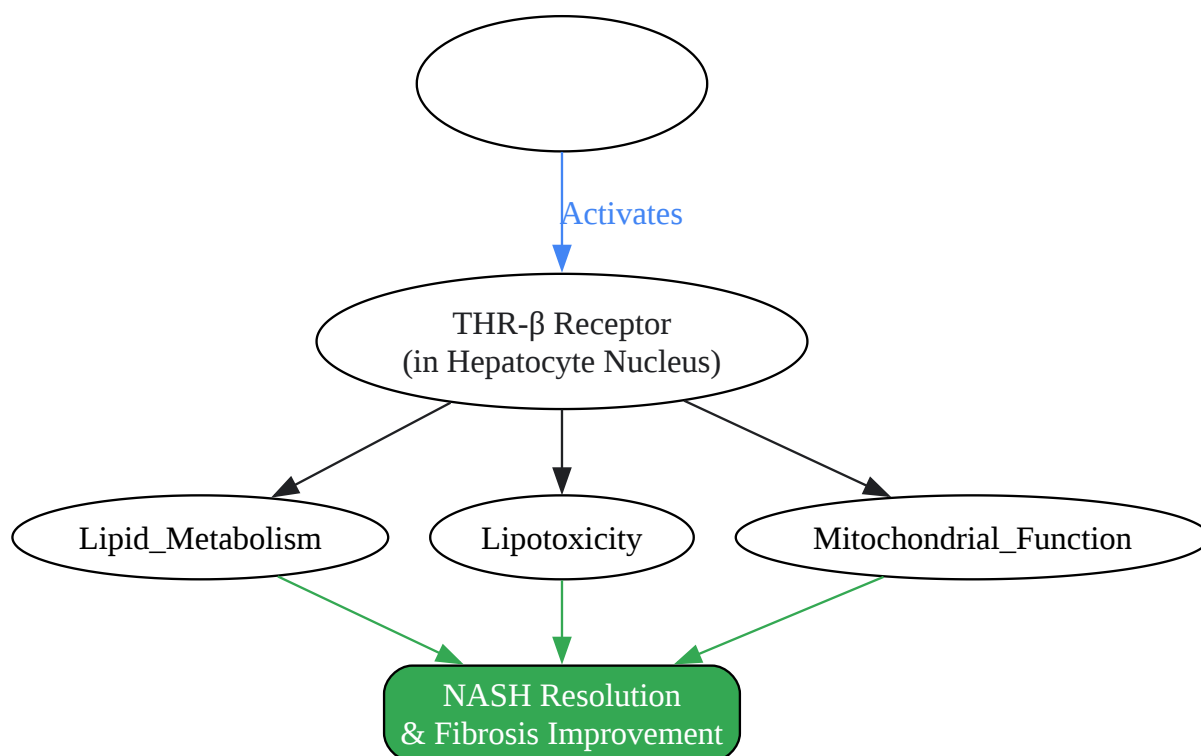 Activates
THR-β Receptor
(in Hepatocyte Nucleus)
Lipid_Metabolism
Lipotoxicity
Mitochondrial_Function
NASH Resolution
& Fibrosis Improvement